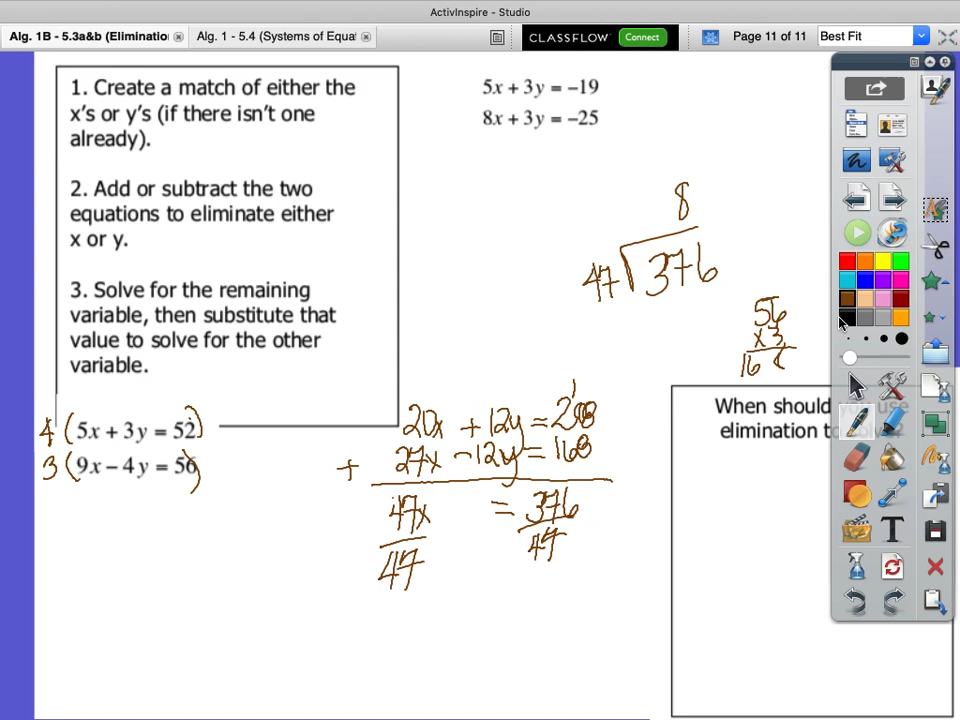 ActivInspire - Studio
Alg. 1B - 5.3a&b (Eliminatio
Alg. 1 - 5.4 (Systems of Equat
CLASSFLOW
Connect
Page 11 of 11
Best Fit
1. Create a match of either the
x's or y's (if there isn't one
already).
2. Add or subtract the two
equations to eliminate either
x or y.
3. Solve for the remaining
variable, then substitute that
value to solve for the other
variable.
5x + 3y = −19
8x + 3y = −25
8
47 376
56
x 3
16
4 (5x + 3y = 52)
3 (9x − 4y = 56)
20x + 12y = 208
+ 27x − 12y = 168
47x = 376
47 47
When should
elimination to